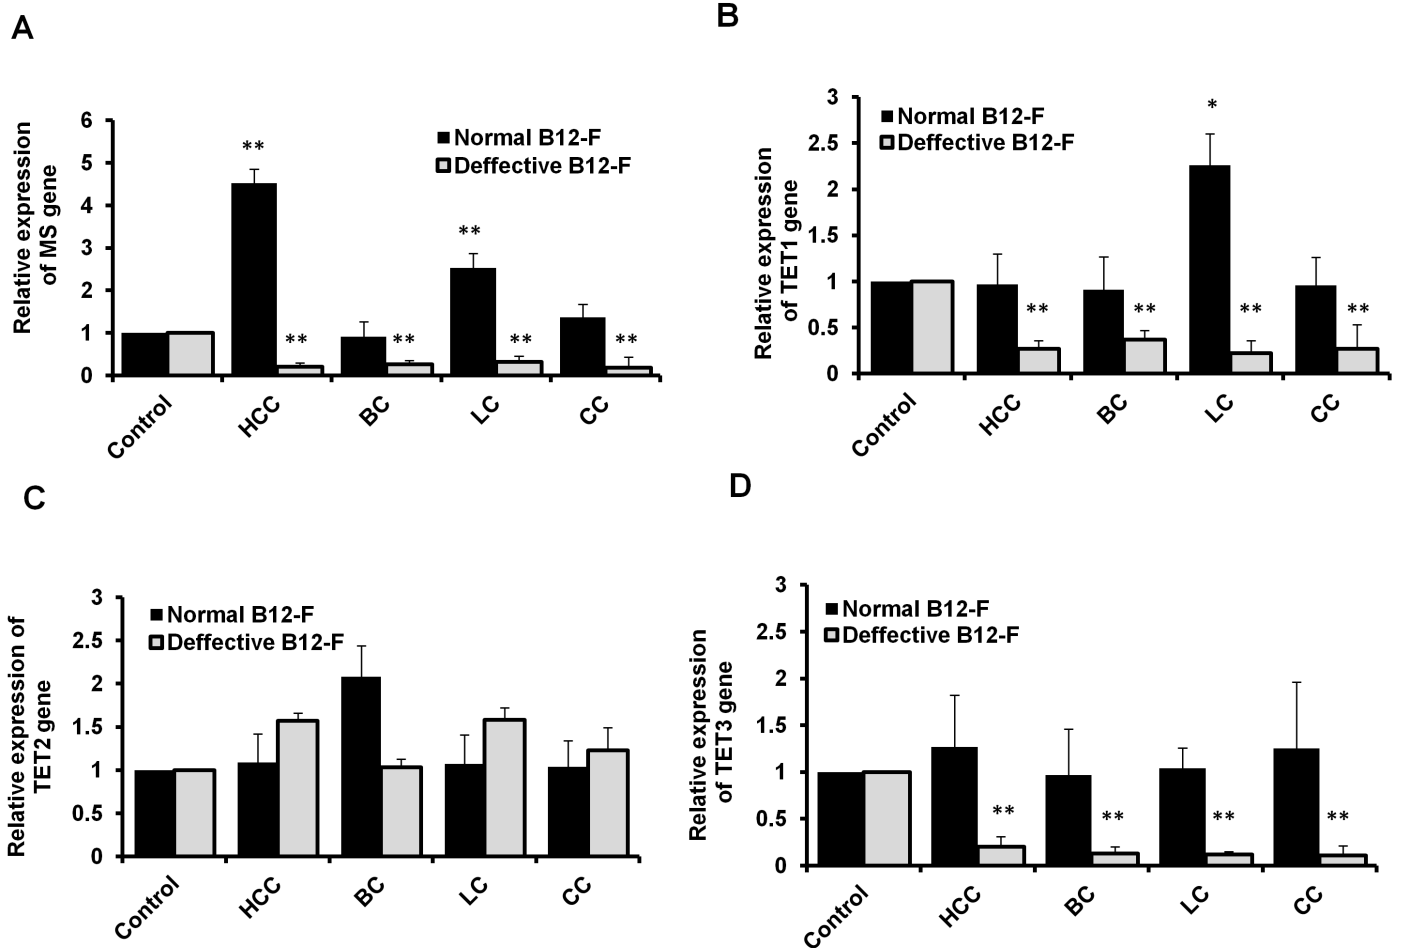 A
Relative expression
of MS gene
6
5
4
3
2
1
0
Normal B12-F
Deffective B12-F
**
**
**
**
**
**
Control
HCC
BC
LC
CC
B
Relative expression
of TET1 gene
3
2.5
2
1.5
1
0.5
0
Normal B12-F
Deffective B12-F
*
**
**
**
**
Control
HCC
BC
LC
CC
C
Relative expression of
TET2 gene
3
2.5
2
1.5
1
0.5
0
Normal B12-F
Deffective B12-F
Control
HCC
BC
LC
CC
D
Relative expression
of TET3 gene
3
2.5
2
1.5
1
0.5
0
Normal B12-F
Deffective B12-F
**
**
**
**
Control
HCC
BC
LC
CC